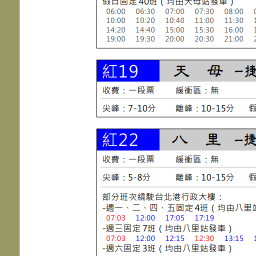 假日固定40班（均由天母站發車）
06:00 06:30 07:00 07:30 08:00
10:00 10:20 10:40 11:00 11:30
14:20 14:40 15:00 15:30 16:00
19:00 19:30 20:00 20:30 21:00
紅19 天 母 –捷
收費：一段票 緩衝區：無
尖峰：7-10分 離峰：10-15分 假
紅22 八 里 –捷
收費：一段票 緩衝區：無
尖峰：5-8分 離峰：10-15分 假
部分班次繞駛台北港行政大樓：
-週一、二、四、五固定4班（均由八里
07:03 12:00 17:05 17:19
-週三固定7班（均由八里站發車）
07:03 12:00 12:15 12:30 13:15
-週六固定3班（均由八里站發車）